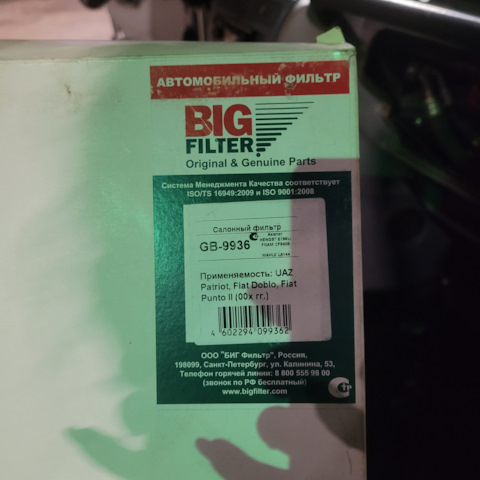 АВТОМОБИЛЬНЫЙ ФИЛЬТР
BIG
FILTER
Original & Genuine Parts
Система Менеджмента Качества соответствует
ISO/TS 16949:2009 и ISO 9001:2008
Салонный фильтр
GB-9936
Аналог
Применяемость: UAZ
Patriot, Fiat Doblo, Fiat
Punto II (00х гг.)
4 602294 099362
ООО "БИГ Фильтр", Россия,
198099, Санкт-Петербург, ул. Калинина, 53,
Телефон горячей линии: 8 800 555 98 00
(звонок по РФ бесплатный)
www.bigfilter.com